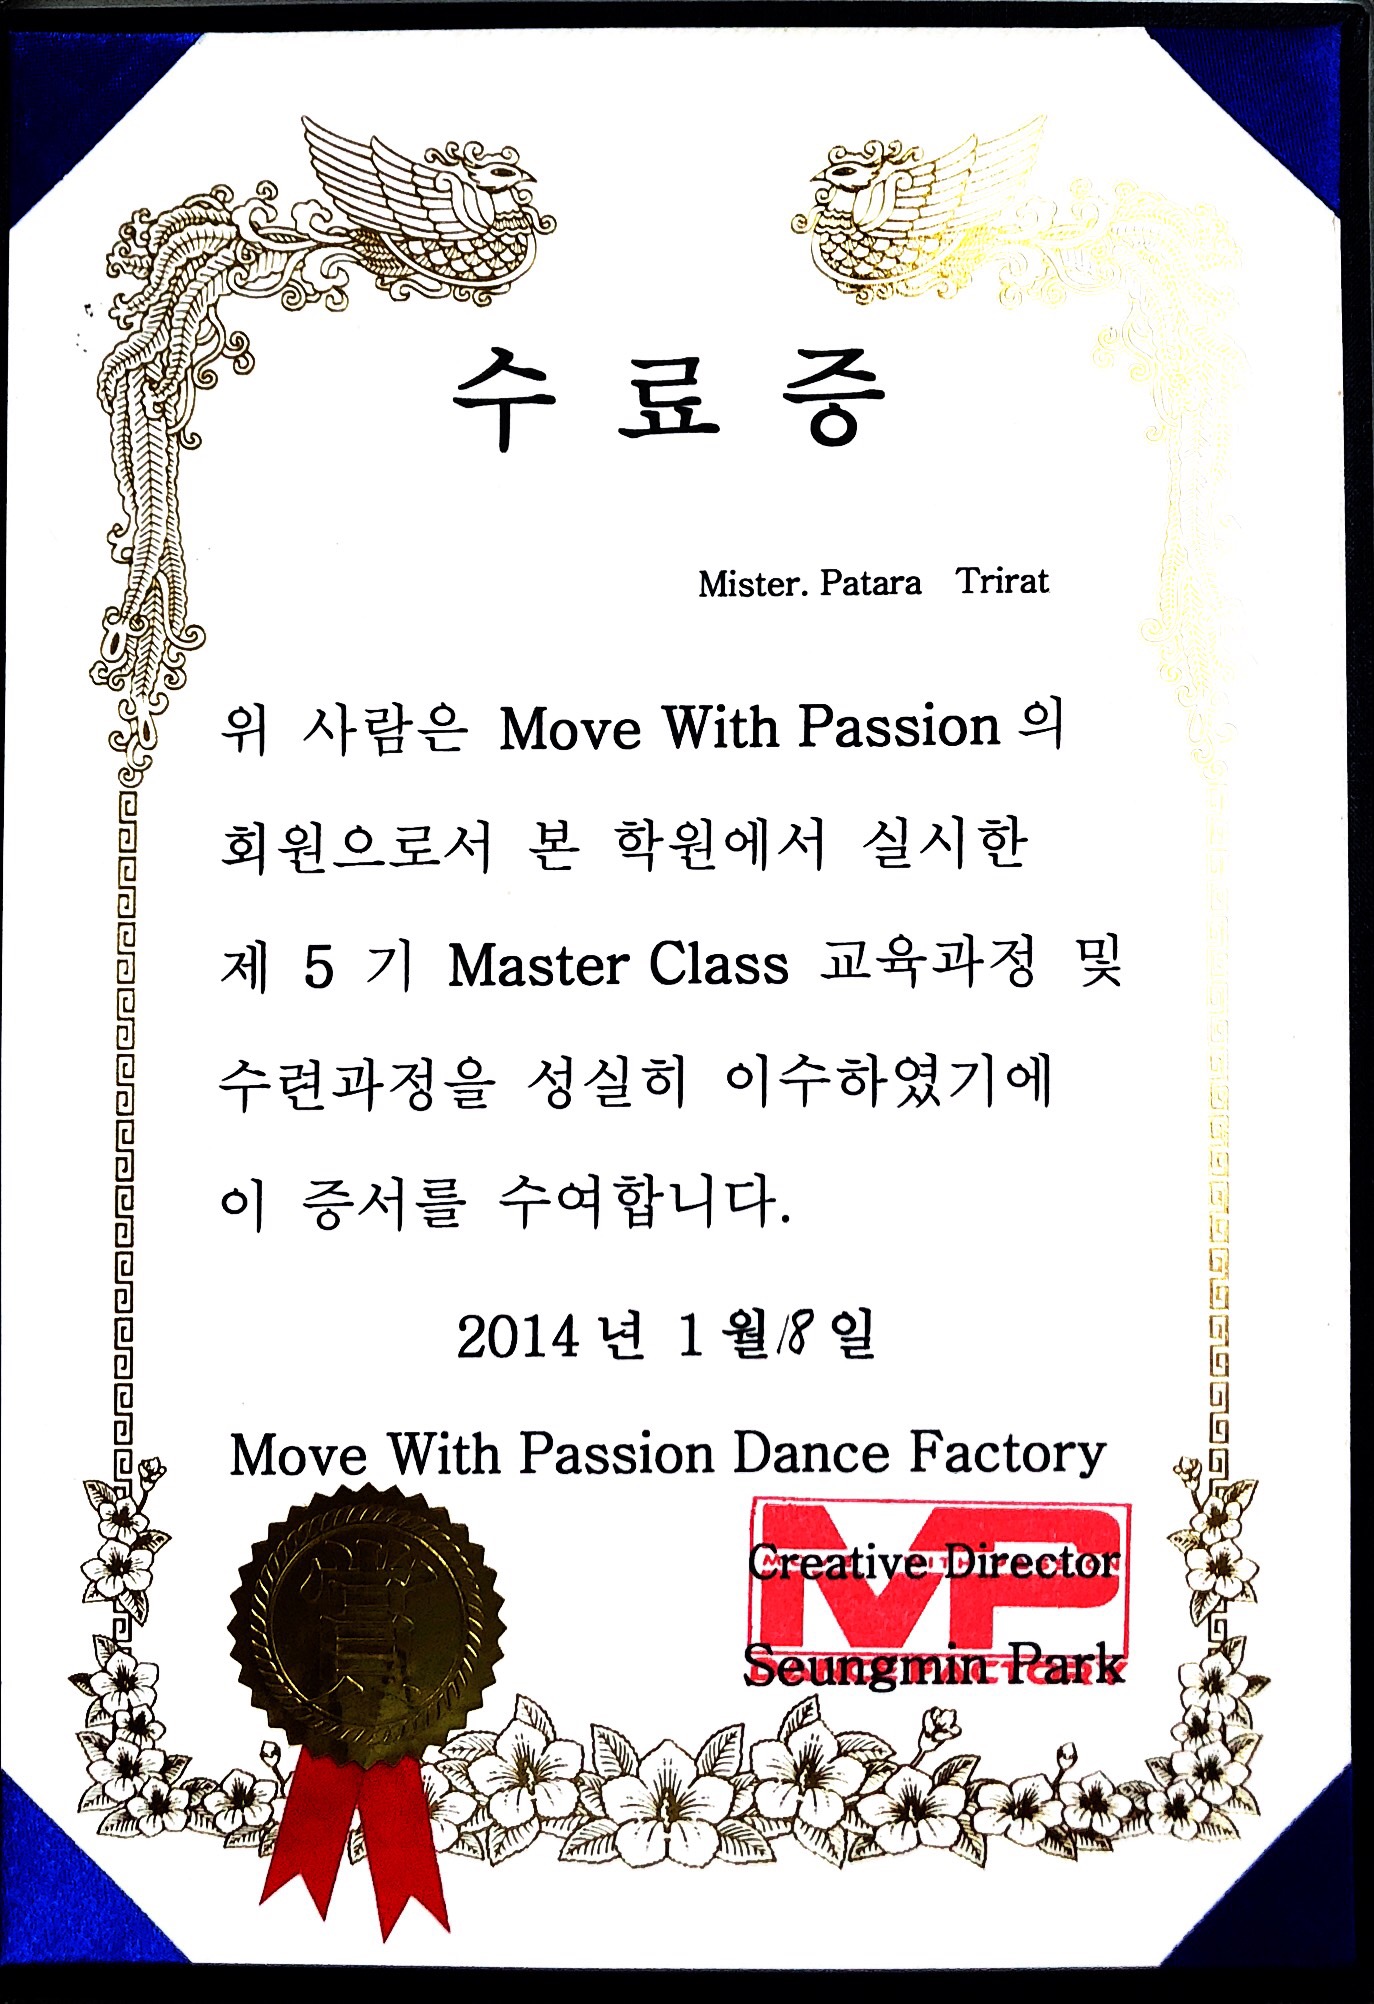 수 료 증
Mister. Patara Trirat
위 사람은 Move With Passion 의
회원으로서 본 학원에서 실시한
제 5 기 Master Class 교육과정 및
수련과정을 성실히 이수하였기에
이 증서를 수여합니다.
2014 년 1 월 18 일
Move With Passion Dance Factory
MP
Creative Director
Seungmin Park
賞